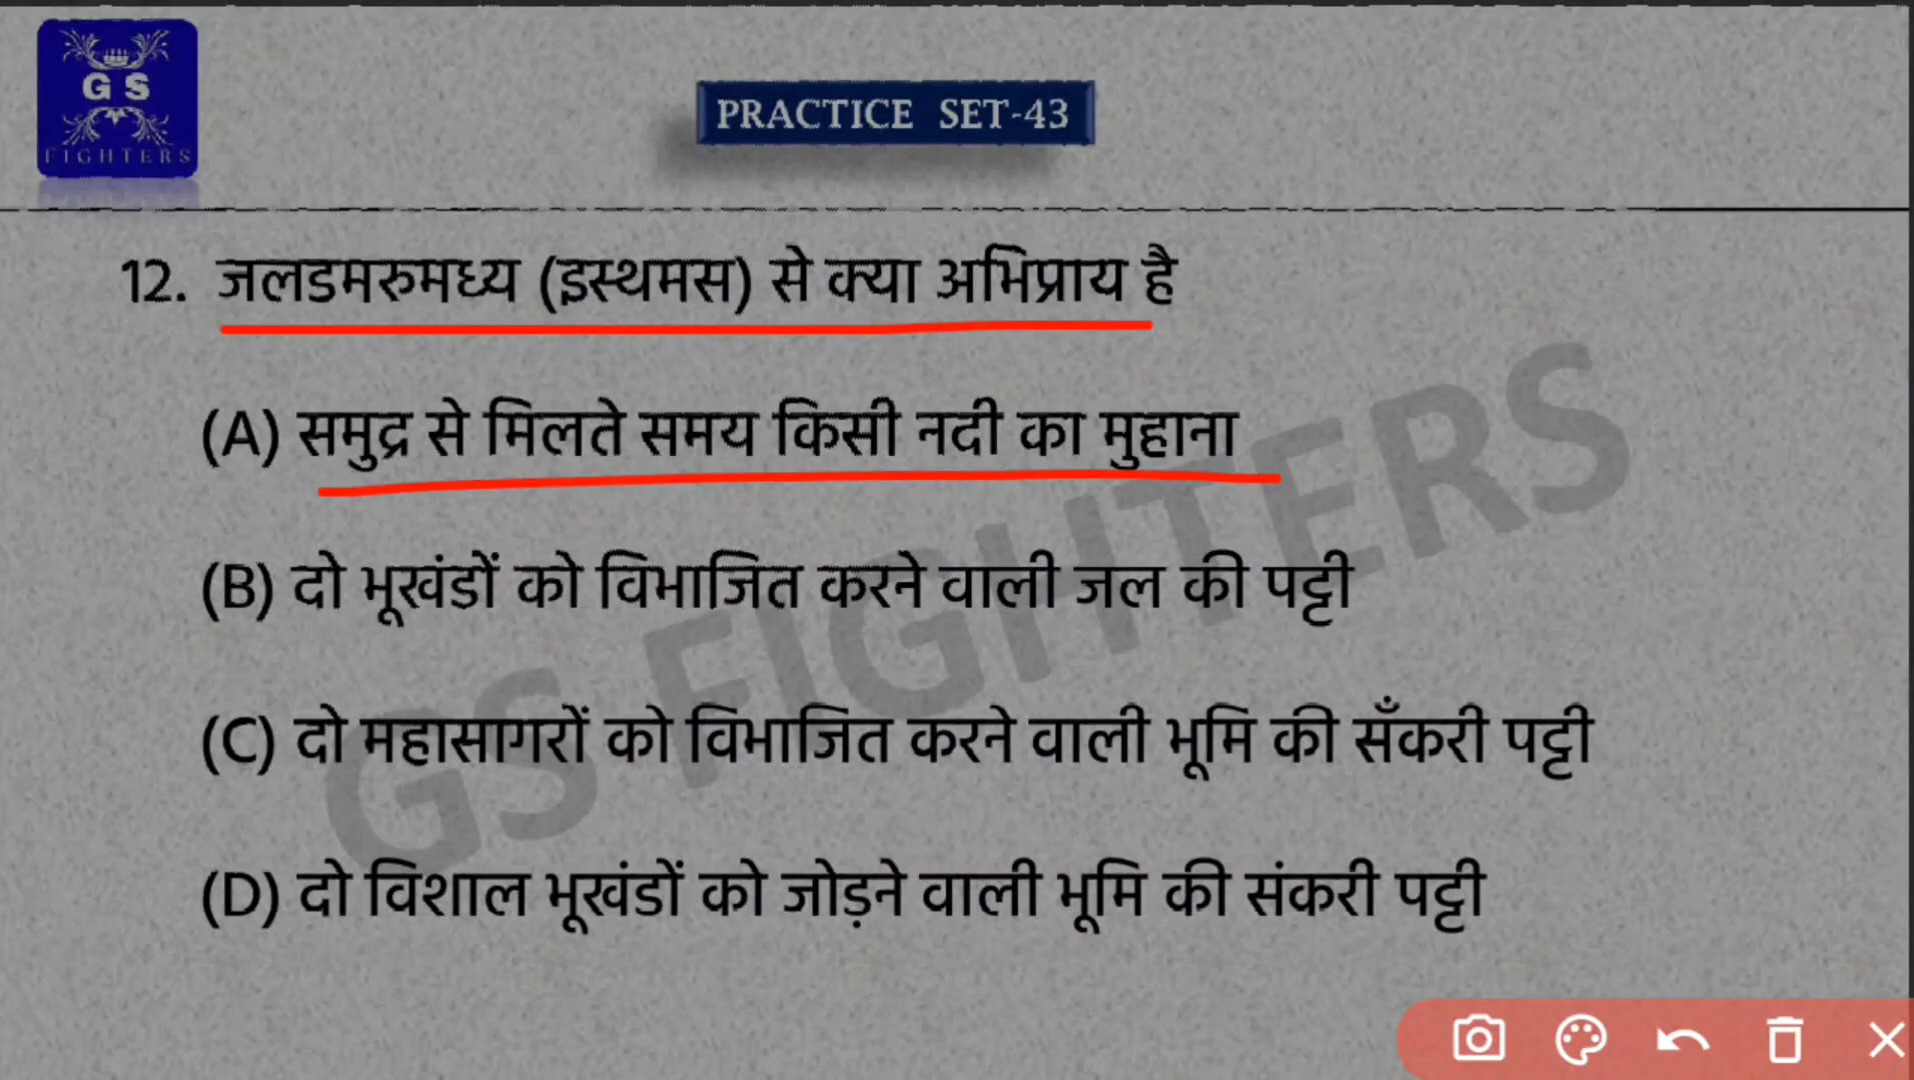 G S
FIGHTERS
PRACTICE SET-43
12. जलडमरुमध्य (इस्थमस) से क्या अभिप्राय है
(A) समुद्र से मिलते समय किसी नदी का मुहाना
(B) दो भूखंडों को विभाजित करने वाली जल की पट्टी
(C) दो महासागरों को विभाजित करने वाली भूमि की सँकरी पट्टी
(D) दो विशाल भूखंडों को जोड़ने वाली भूमि की संकरी पट्टी
GS FIGHTERS